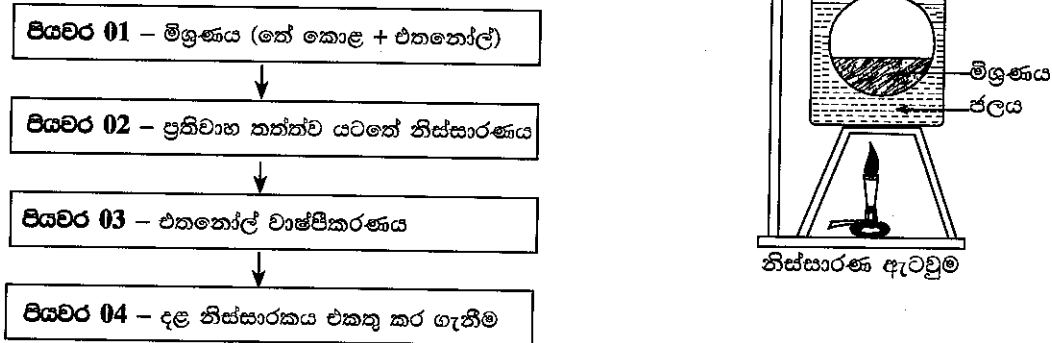 පියවර 01 – මිශ්‍රණය (තේ කොළ + එතනෝල්)
පියවර 02 – ප්‍රතිවාහ තත්ත්ව යටතේ නිස්සාරණය
පියවර 03 – එතනෝල් වාෂ්පීකරණය
පියවර 04 – දළ නිස්සාරකය එකතු කර ගැනීම
මිශ්‍රණය
ජලය
නිස්සාරණ ඇටවුම